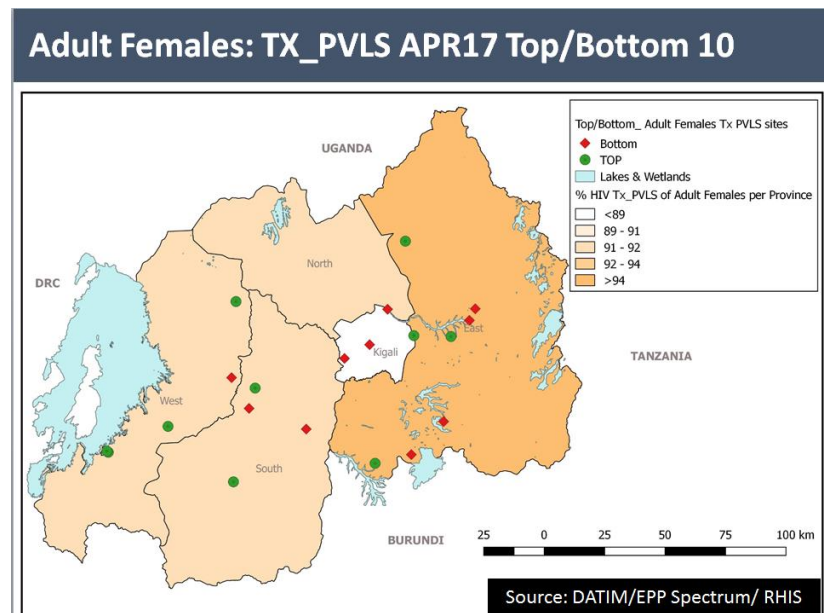 Adult Females: TX_PVLS APR17 Top/Bottom 10
Top/Bottom_ Adult Females Tx PVLS sites
Bottom
TOP
Lakes & Wetlands
% HIV Tx_PVLS of Adult Females per Province
<89
89 - 91
91 - 92
92 - 94
>94
UGANDA
North
DRC
East
Kigali
TANZANIA
West
South
BURUNDI
25 0 25 50 75 100 km
Source: DATIM/EPP Spectrum/ RHIS